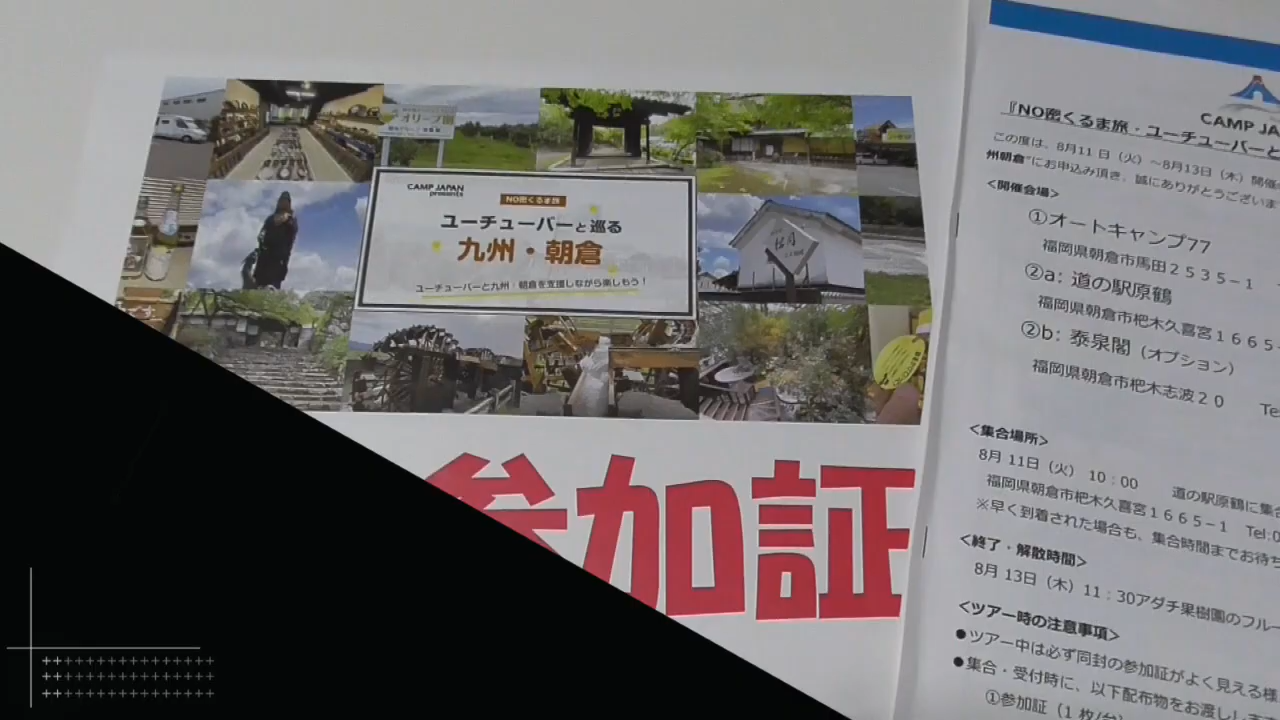 オリーブ
CAMP JAPAN
presents
NO密くるま旅
ユーチューバーと巡る
九州・朝倉
ユーチューバーと九州・朝倉を支援しながら楽しもう！
参加証
CAMP JA
『NO密くるま旅・ユーチューバーと
この度は、8月11日（火）～8月13日（木）開催
州朝倉"にお申込み頂き、誠にありがとうございま
＜開催会場＞
①オートキャンプ77
福岡県朝倉市馬田２５３５−１
②a: 道の駅原鶴
福岡県朝倉市杷木久喜宮１６６５−
②b: 泰泉閣（オプション）
福岡県朝倉市杷木志波２０ Te
＜集合場所＞
8月 11日（火） 10：00 道の駅原鶴に集合
福岡県朝倉市杷木久喜宮１６６５−１ Tel:0
※早く到着された場合も、集合時間までお待ち
＜終了・解散時間＞
8月 13日（木）11：30アダチ果樹園のフルー
＜ツアー時の注意事項＞
●ツアー中は必ず同封の参加証がよく見える様
●集合・受付時に、以下配布物をお渡ししま
①参加証（1 枚/台）